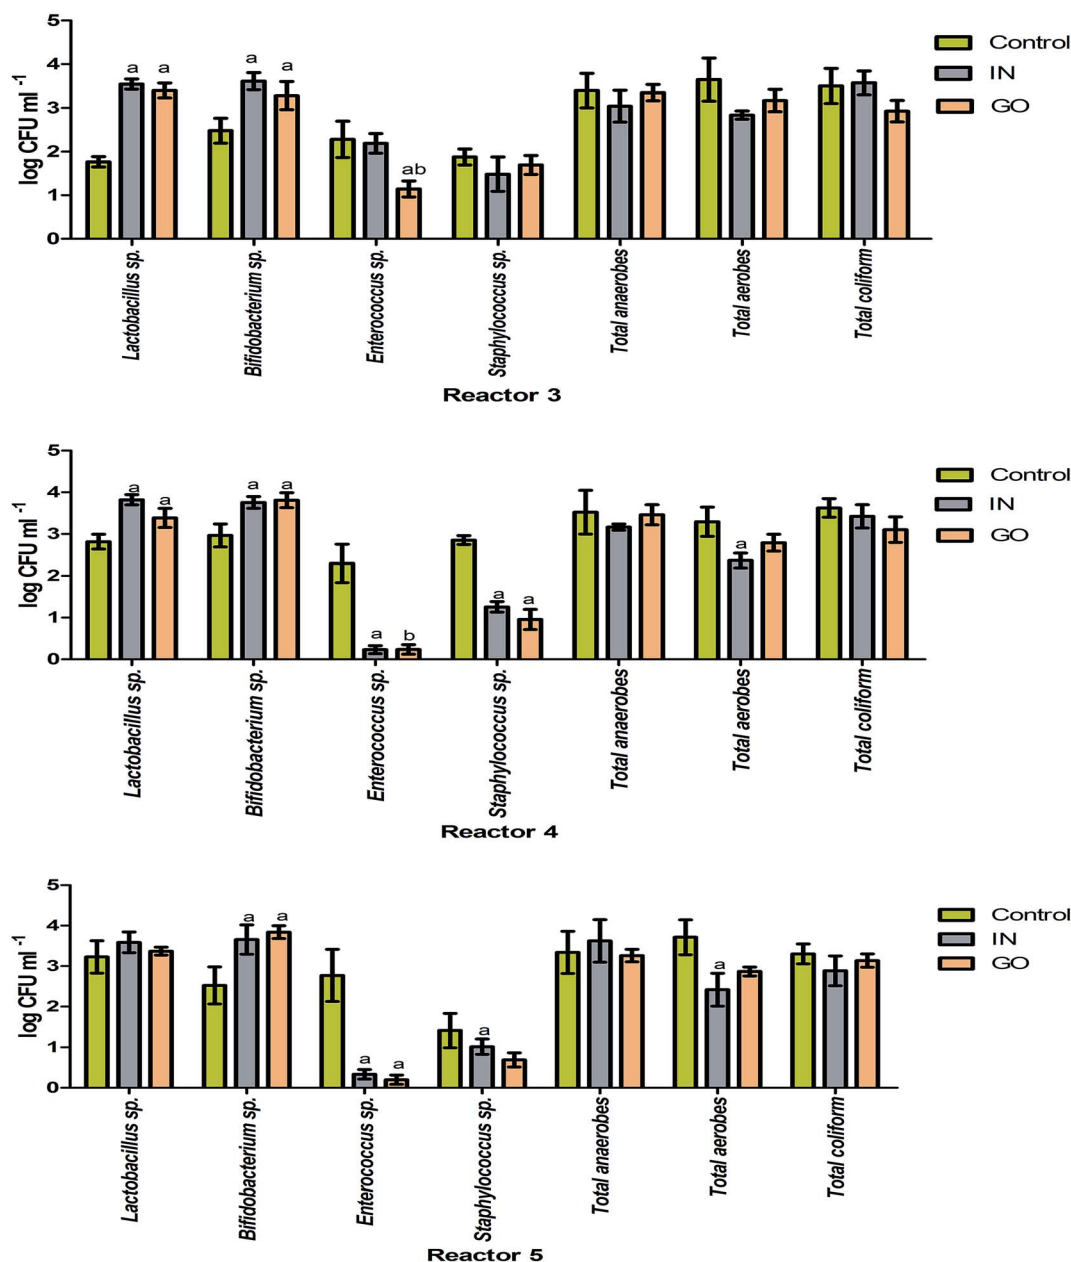 5
4
3
2
1
0
log CFU ml -1
a a
a a
ab
Control
IN
GO
Lactobacillus sp.
Bifidobacterium sp.
Enterococcus sp.
Staphylococcus sp.
Total anaerobes
Total aerobes
Total coliform
Reactor 3
5
4
3
2
1
0
log CFU ml -1
a a
a a
a b
a a
a
Control
IN
GO
Lactobacillus sp.
Bifidobacterium sp.
Enterococcus sp.
Staphylococcus sp.
Total anaerobes
Total aerobes
Total coliform
Reactor 4
5
4
3
2
1
0
log CFU ml -1
a a
a a
a
a
Control
IN
GO
Lactobacillus sp.
Bifidobacterium sp.
Enterococcus sp.
Staphylococcus sp.
Total anaerobes
Total aerobes
Total coliform
Reactor 5